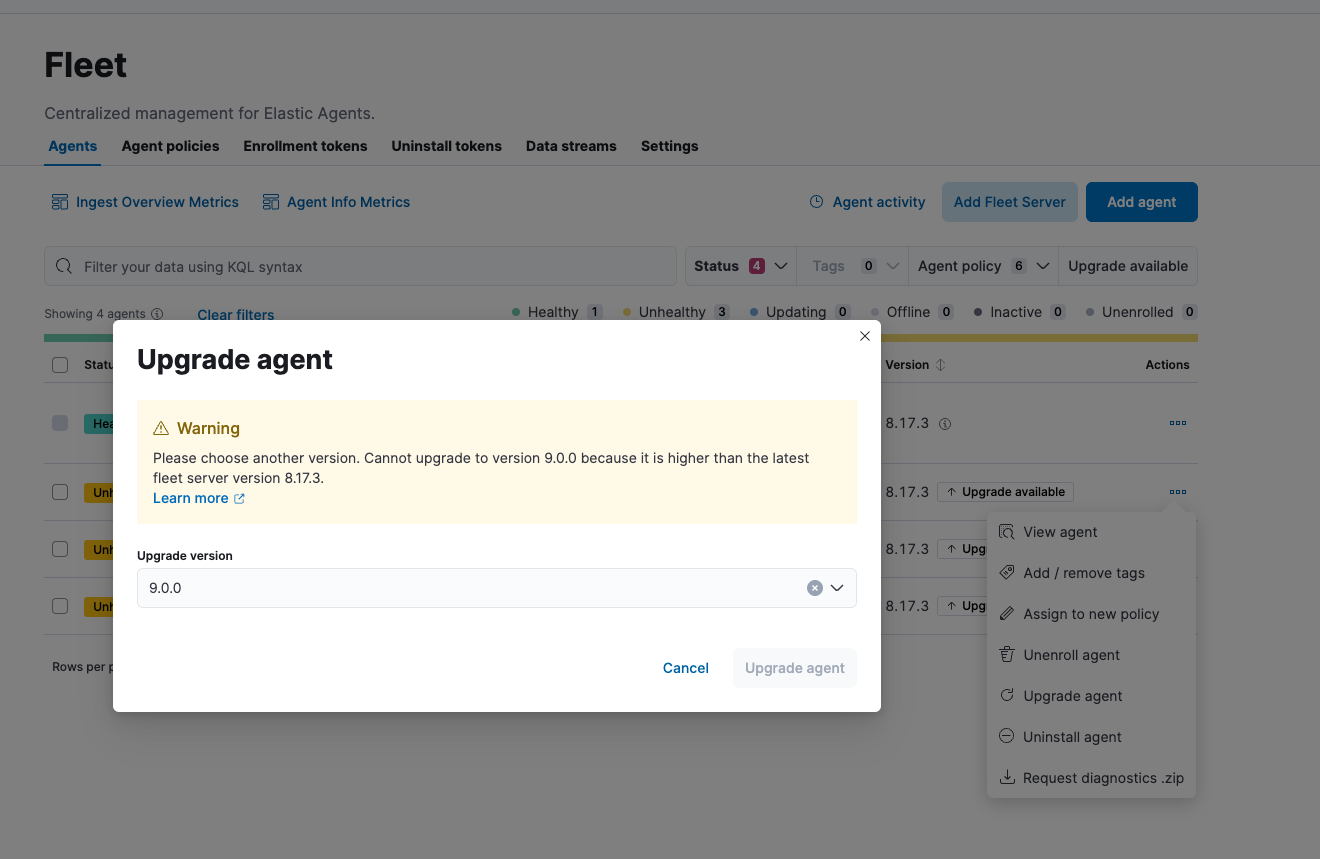 Fleet
Centralized management for Elastic Agents.
Agents Agent policies Enrollment tokens Uninstall tokens Data streams Settings
Ingest Overview Metrics Agent Info Metrics Agent activity Add Fleet Server Add agent
Filter your data using KQL syntax Status 4 Tags 0 Agent policy 6 Upgrade available
Showing 4 agents Clear filters Healthy 1 Unhealthy 3 Updating 0 Offline 0 Inactive 0 Unenrolled 0
Version Actions
8.17.3
8.17.3 Upgrade available
8.17.3
8.17.3
Rows per
Upgrade agent
Warning
Please choose another version. Cannot upgrade to version 9.0.0 because it is higher than the latest
fleet server version 8.17.3.
Learn more
Upgrade version
9.0.0
Cancel Upgrade agent
View agent
Add / remove tags
Assign to new policy
Unenroll agent
Upgrade agent
Uninstall agent
Request diagnostics .zip